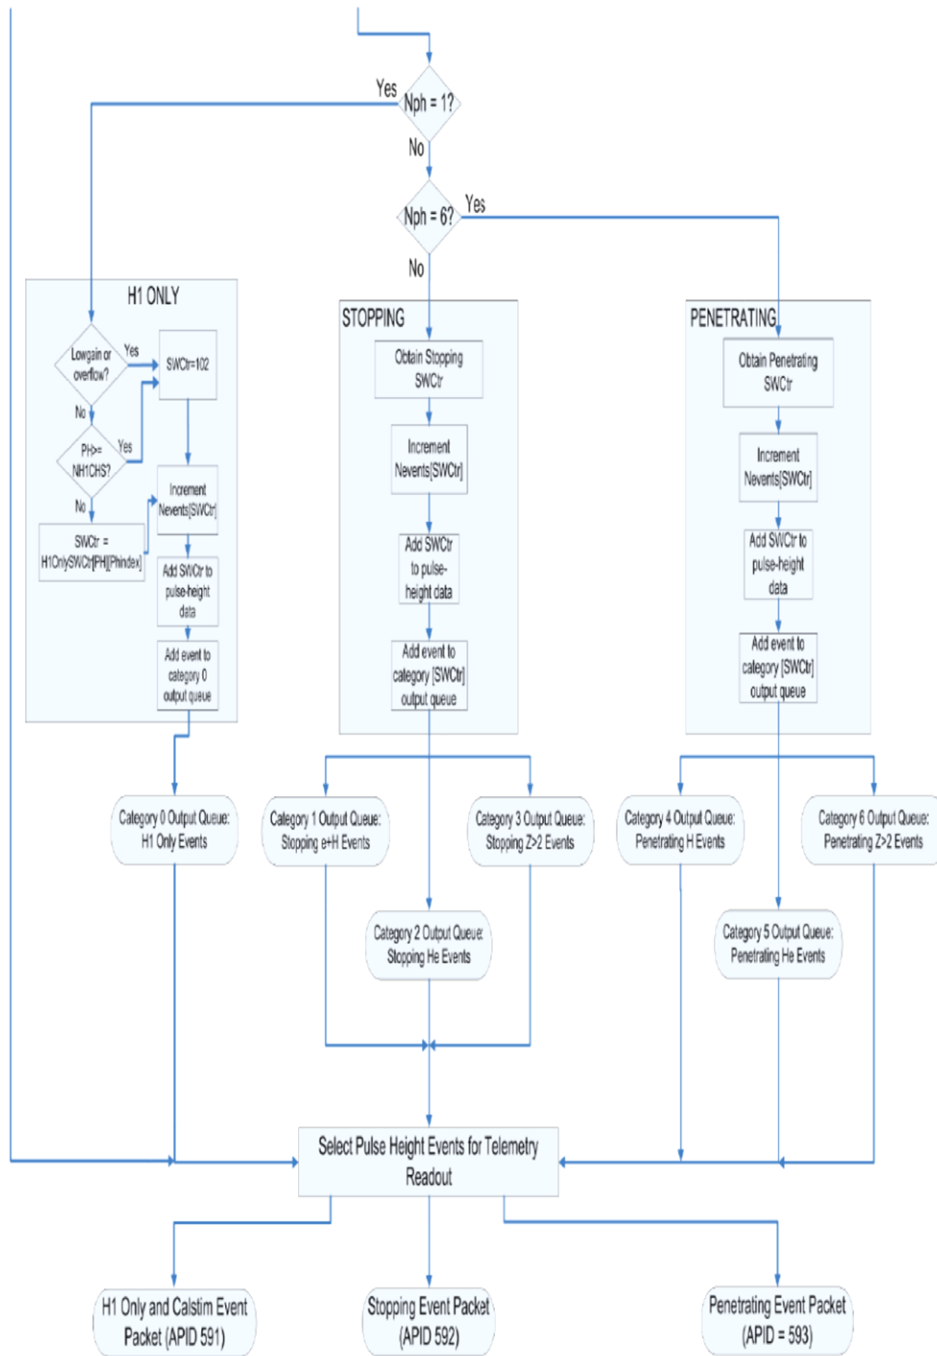 Yes
Nph = 1?
No
Nph = 6?
Yes
No
H1 ONLY
Lowgain or
overflow?
Yes
SWCtr=102
No
PH>=
NH1CHS?
Yes
No
SWCtr =
H1OnlySWCtr[PH][Phindex]
Increment
Nevents[SWCtr]
Add SWCtr to
pulse-height
data
Add event to
category 0
output queue
STOPPING
Obtain Stopping
SWCtr
Increment
Nevents[SWCtr]
Add SWCtr
to pulse-
height data
Add event to
category [SWCtr]
output queue
PENETRATING
Obtain Penetrating
SWCtr
Increment
Nevents[SWCtr]
Add SWCtr to
pulse-height
data
Add event to
category [SWCtr]
output queue
Category 0 Output Queue:
H1 Only Events
Category 1 Output Queue:
Stopping e+H Events
Category 3 Output Queue:
Stopping Z>2 Events
Category 4 Output Queue:
Penetrating H Events
Category 6 Output Queue:
Penetrating Z>2 Events
Category 2 Output Queue:
Stopping He Events
Category 5 Output Queue:
Penetrating He Events
Select Pulse Height Events for Telemetry
Readout
H1 Only and Calstim Event
Packet (APID 591)
Stopping Event Packet
(APID 592)
Penetrating Event Packet
(APID = 593)